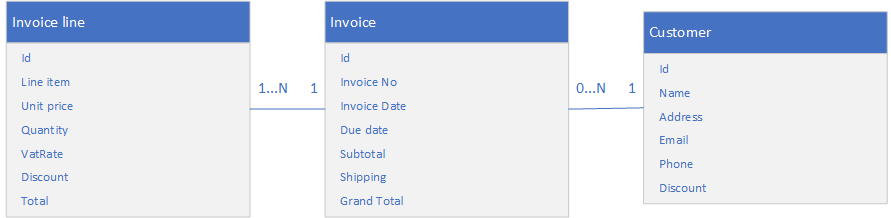 Invoice line
Id
Line item
Unit price
Quantity
VatRate
Discount
Total
1...N 1
Invoice
Id
Invoice No
Invoice Date
Due date
Subtotal
Shipping
Grand Total
0...N 1
Customer
Id
Name
Address
Email
Phone
Discount